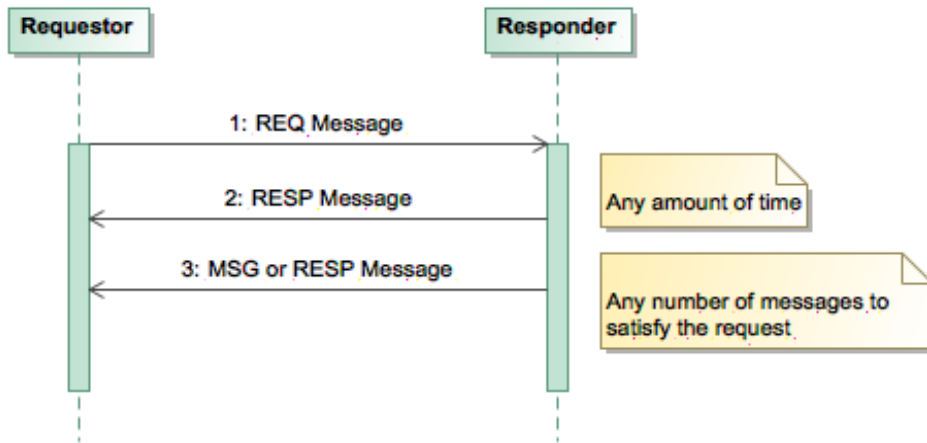 Requestor
Responder
1: REQ Message
2: RESP Message
Any amount of time
3: MSG or RESP Message
Any number of messages to
satisfy the request